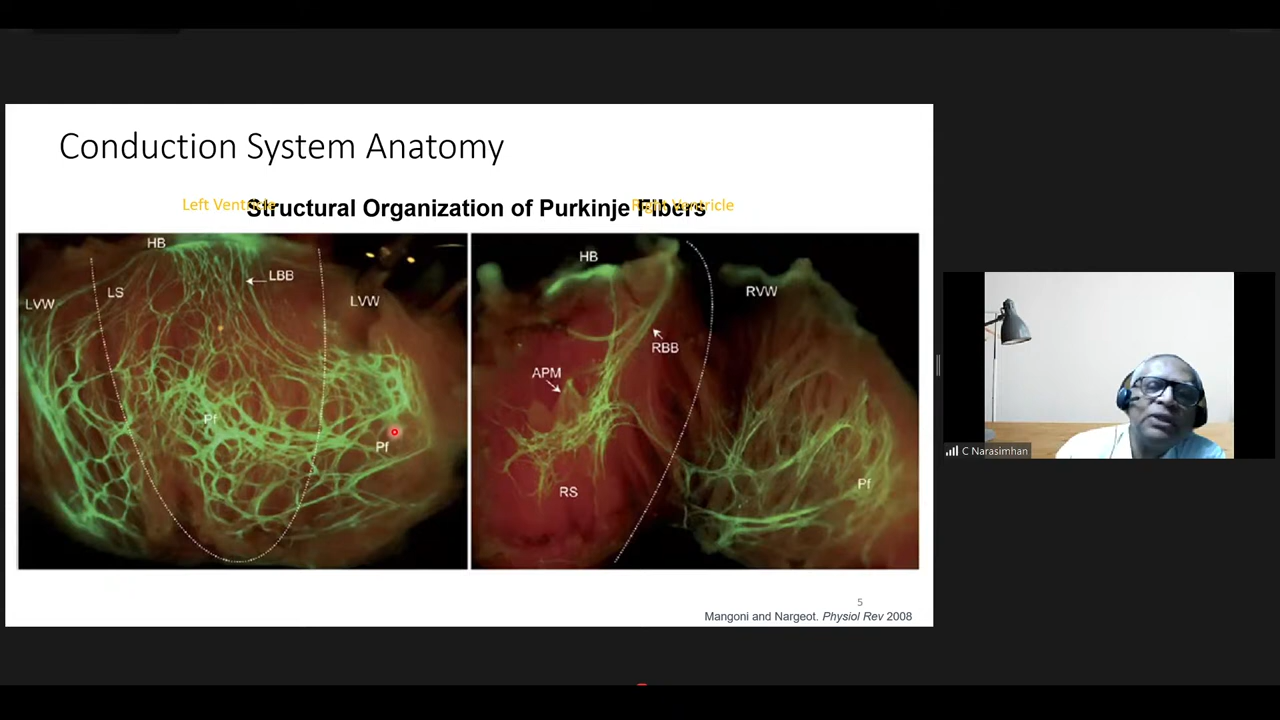 Conduction System Anatomy
Left Ventricle
Right Ventricle
Structural Organization of Purkinje Fibers
HB
LBB
LS
LVW
LVW
Pf
Pf
HB
RVW
RBB
APM
RS
Pf
5
Mangoni and Nargeot. Physiol Rev 2008
C Narasimhan